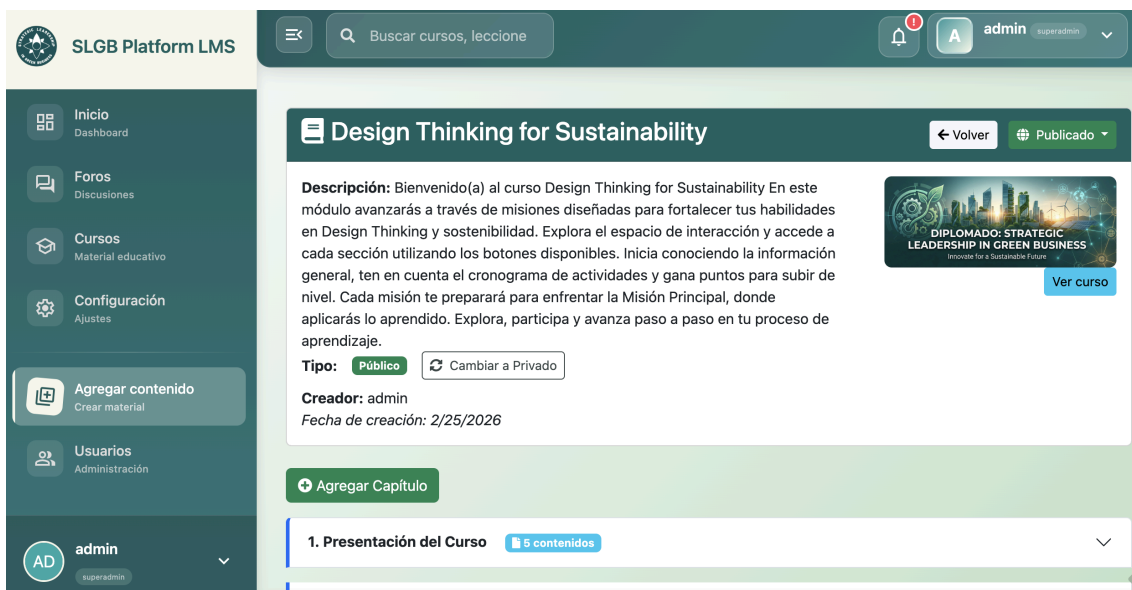 SLGB Platform LMS
Buscar cursos, leccione
!
A
admin superadmin
Inicio
Dashboard
Foros
Discusiones
Cursos
Material educativo
Configuración
Ajustes
Agregar contenido
Crear material
Usuarios
Administración
AD
admin
superadmin
Design Thinking for Sustainability
Volver
Publicado
Descripción: Bienvenido(a) al curso Design Thinking for Sustainability En este
módulo avanzarás a través de misiones diseñadas para fortalecer tus habilidades
en Design Thinking y sostenibilidad. Explora el espacio de interacción y accede a
cada sección utilizando los botones disponibles. Inicia conociendo la información
general, ten en cuenta el cronograma de actividades y gana puntos para subir de
nivel. Cada misión te preparará para enfrentar la Misión Principal, donde
aplicarás lo aprendido. Explora, participa y avanza paso a paso en tu proceso de
aprendizaje.
DIPLOMADO: STRATEGIC
LEADERSHIP IN GREEN BUSINESS
Innovate for a Sustainable Future
Ver curso
Tipo: Público Cambiar a Privado
Creador: admin
Fecha de creación: 2/25/2026
Agregar Capítulo
1. Presentación del Curso 5 contenidos